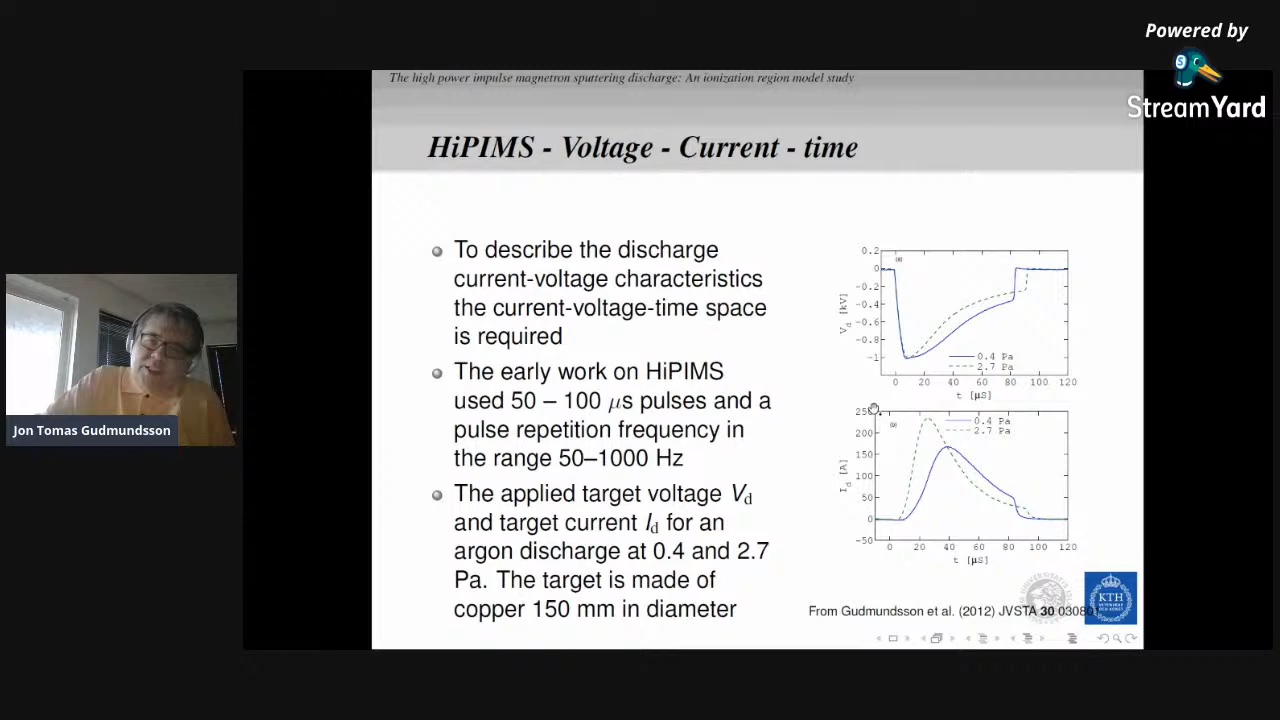 Powered by
StreamYard
The high power impulse magnetron sputtering discharge: An ionization region model study
HiPIMS - Voltage - Current - time
To describe the discharge
current-voltage characteristics
the current-voltage-time space
is required
The early work on HiPIMS
used 50 – 100 μs pulses and a
pulse repetition frequency in
the range 50–1000 Hz
The applied target voltage Vd
and target current Id for an
argon discharge at 0.4 and 2.7
Pa. The target is made of
copper 150 mm in diameter
0.2
0
-0.2
-0.4
-0.6
-0.8
-1
Vd [kV]
0.4 Pa
2.7 Pa
0 20 40 60 80 100 120
t [μS]
250
200
150
100
50
0
-50
Id [A]
0.4 Pa
2.7 Pa
0 20 40 60 80 100 120
t [μS]
From Gudmundsson et al. (2012) JVSTA 30
KTH
Jon Tomas Gudmundsson